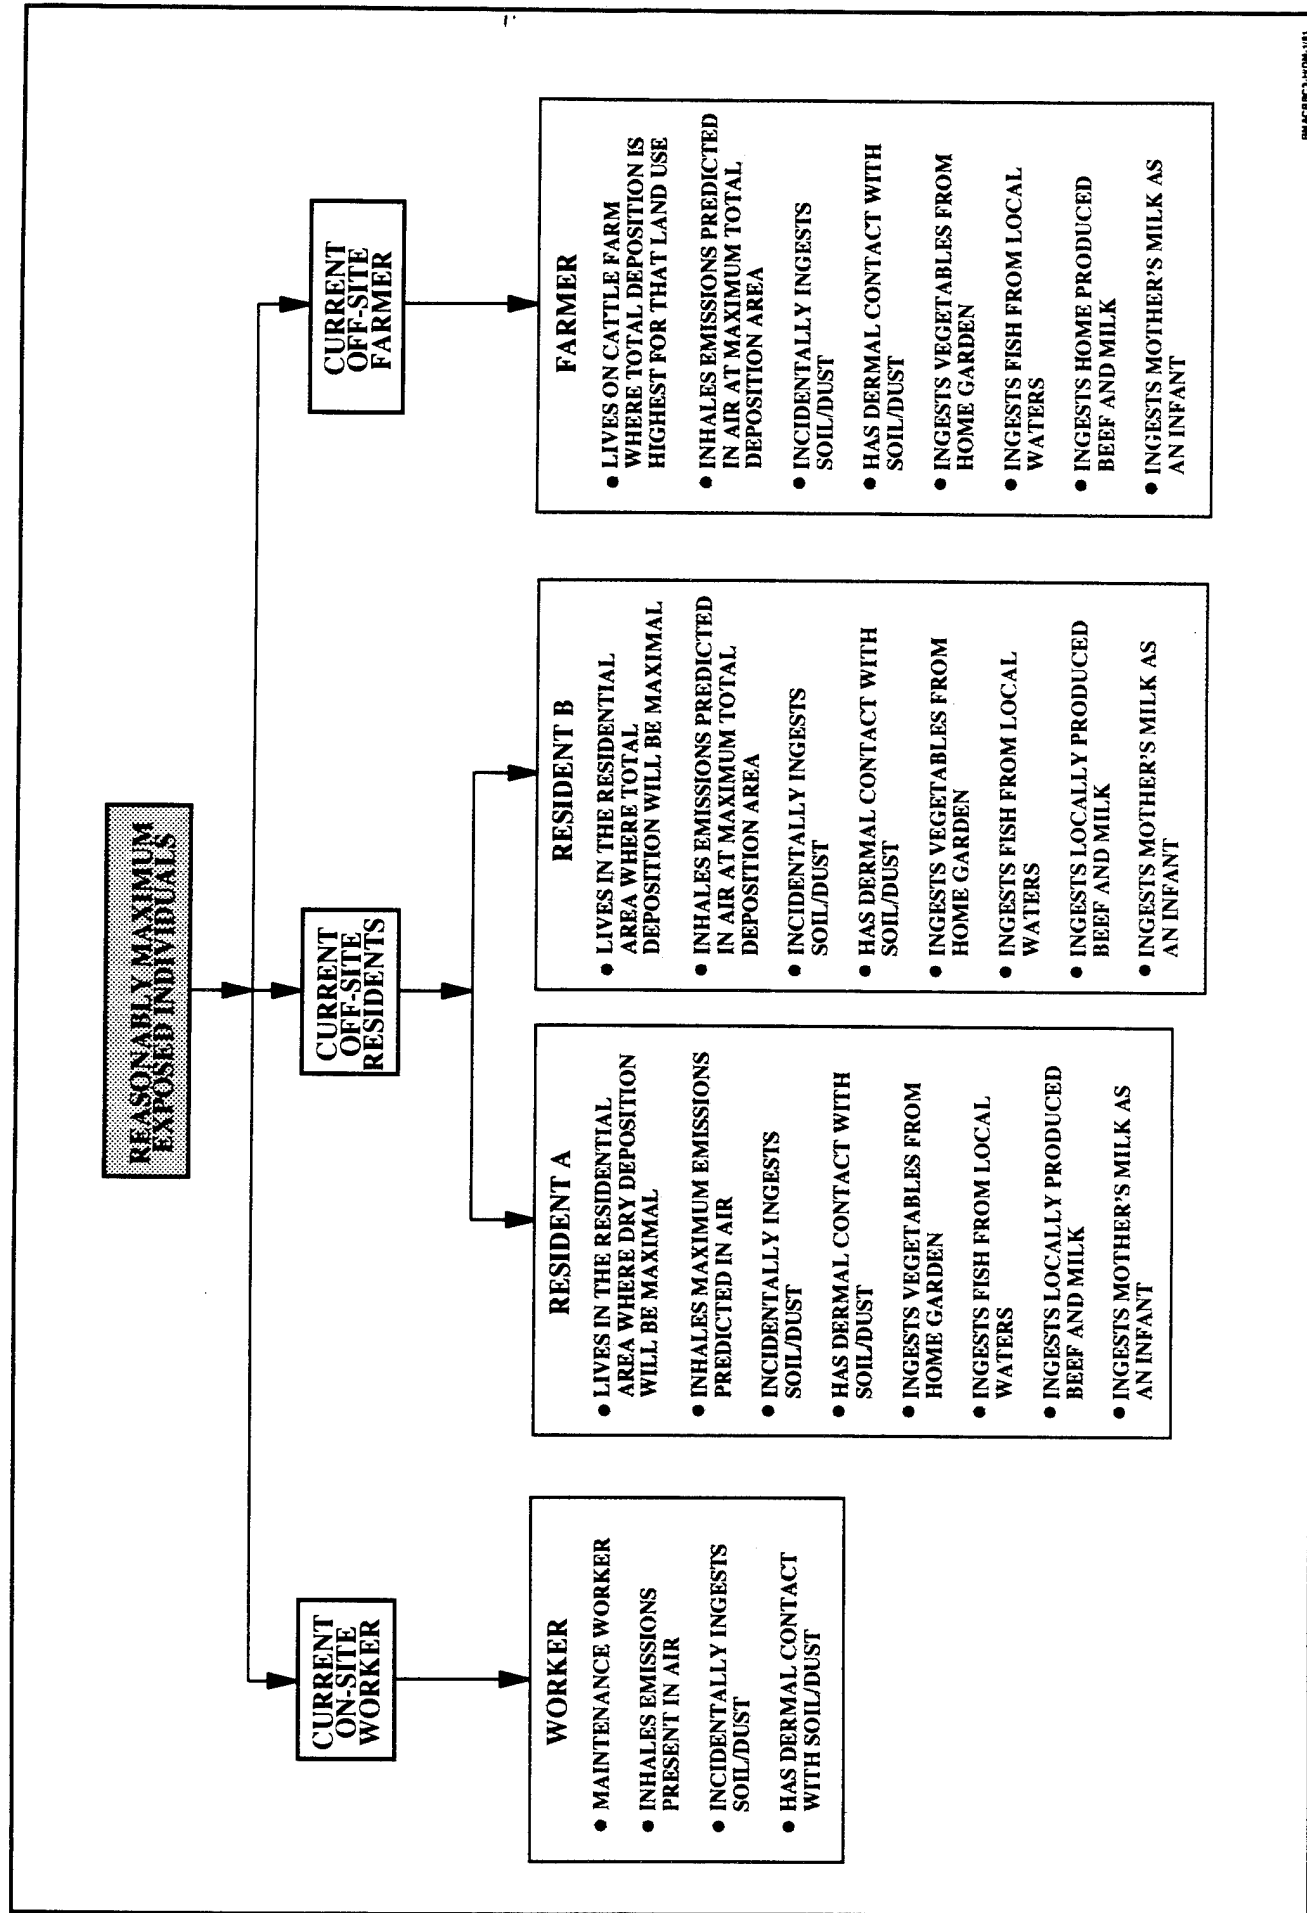 REASONABLY MAXIMUM
EXPOSED INDIVIDUALS
CURRENT
ON-SITE
WORKER
CURRENT
OFF-SITE
RESIDENTS
CURRENT
OFF-SITE
FARMER
WORKER
● MAINTENANCE WORKER
● INHALES EMISSIONS
PRESENT IN AIR
● INCIDENTALLY INGESTS
SOIL/DUST
● HAS DERMAL CONTACT
WITH SOIL/DUST
RESIDENT A
● LIVES IN THE RESIDENTIAL
AREA WHERE DRY DEPOSITION
WILL BE MAXIMAL
● INHALES MAXIMUM EMISSIONS
PREDICTED IN AIR
● INCIDENTALLY INGESTS
SOIL/DUST
● HAS DERMAL CONTACT WITH
SOIL/DUST
● INGESTS VEGETABLES FROM
HOME GARDEN
● INGESTS FISH FROM LOCAL
WATERS
● INGESTS LOCALLY PRODUCED
BEEF AND MILK
● INGESTS MOTHER'S MILK AS
AN INFANT
RESIDENT B
● LIVES IN THE RESIDENTIAL
AREA WHERE TOTAL
DEPOSITION WILL BE MAXIMAL
● INHALES EMISSIONS PREDICTED
IN AIR AT MAXIMUM TOTAL
DEPOSITION AREA
● INCIDENTALLY INGESTS
SOIL/DUST
● HAS DERMAL CONTACT WITH
SOIL/DUST
● INGESTS VEGETABLES FROM
HOME GARDEN
● INGESTS FISH FROM LOCAL
WATERS
● INGESTS LOCALLY PRODUCED
BEEF AND MILK
● INGESTS MOTHER'S MILK AS
AN INFANT
FARMER
● LIVES ON CATTLE FARM
WHERE TOTAL DEPOSITION IS
HIGHEST FOR THAT LAND USE
● INHALES EMISSIONS PREDICTED
IN AIR AT MAXIMUM TOTAL
DEPOSITION AREA
● INCIDENTALLY INGESTS
SOIL/DUST
● HAS DERMAL CONTACT WITH
SOIL/DUST
● INGESTS VEGETABLES FROM
HOME GARDEN
● INGESTS FISH FROM LOCAL
WATERS
● INGESTS HOME PRODUCED
BEEF AND MILK
● INGESTS MOTHER'S MILK AS
AN INFANT